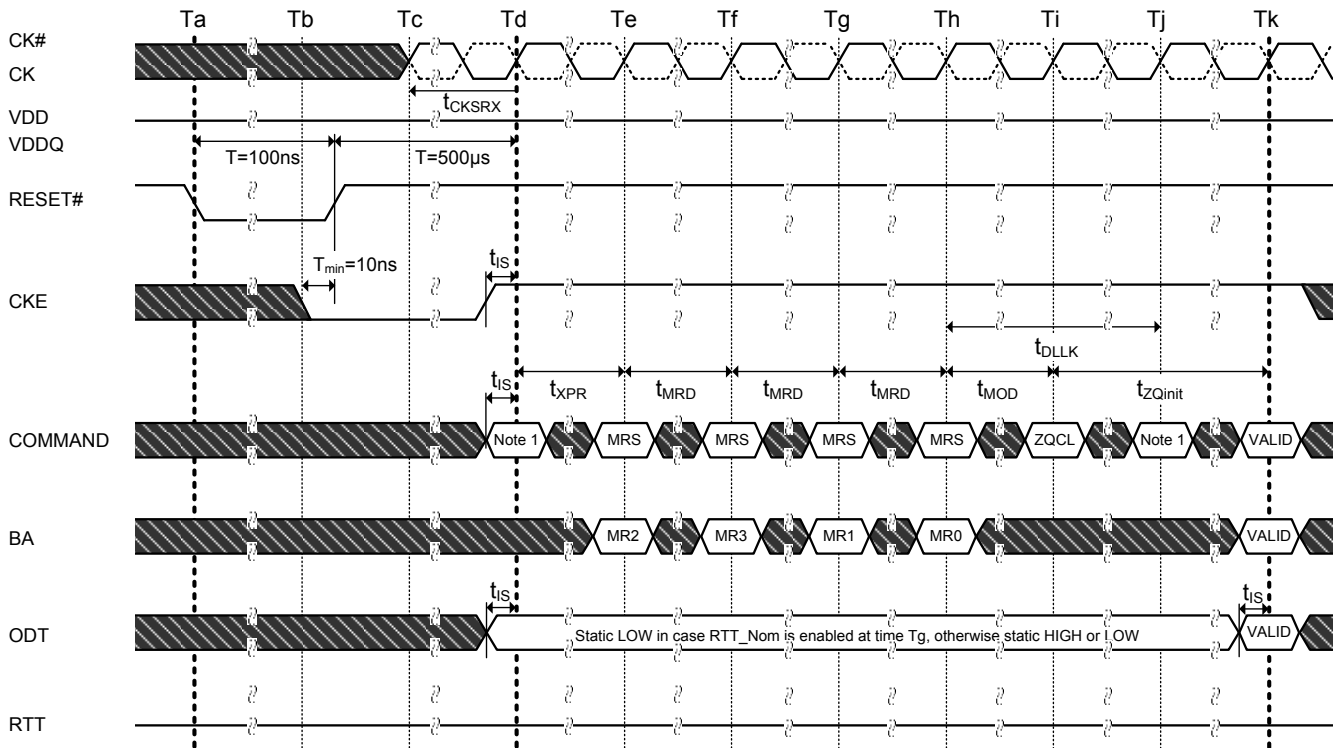 Ta Tb Tc Td Te Tf Tg Th Ti Tj Tk
CK#
CK
tCKSRX
VDD
VDDQ
T=100ns T=500µs
RESET#
Tmin=10ns tIS
CKE
tDLLK
tIS tXPR tMRD tMRD tMRD tMOD tZQinit
COMMAND Note 1 MRS MRS MRS MRS ZQCL Note 1 VALID
BA MR2 MR3 MR1 MR0 VALID
tIS tIS
ODT Static LOW in case RTT_Nom is enabled at time Tg, otherwise static HIGH or LOW VALID
RTT